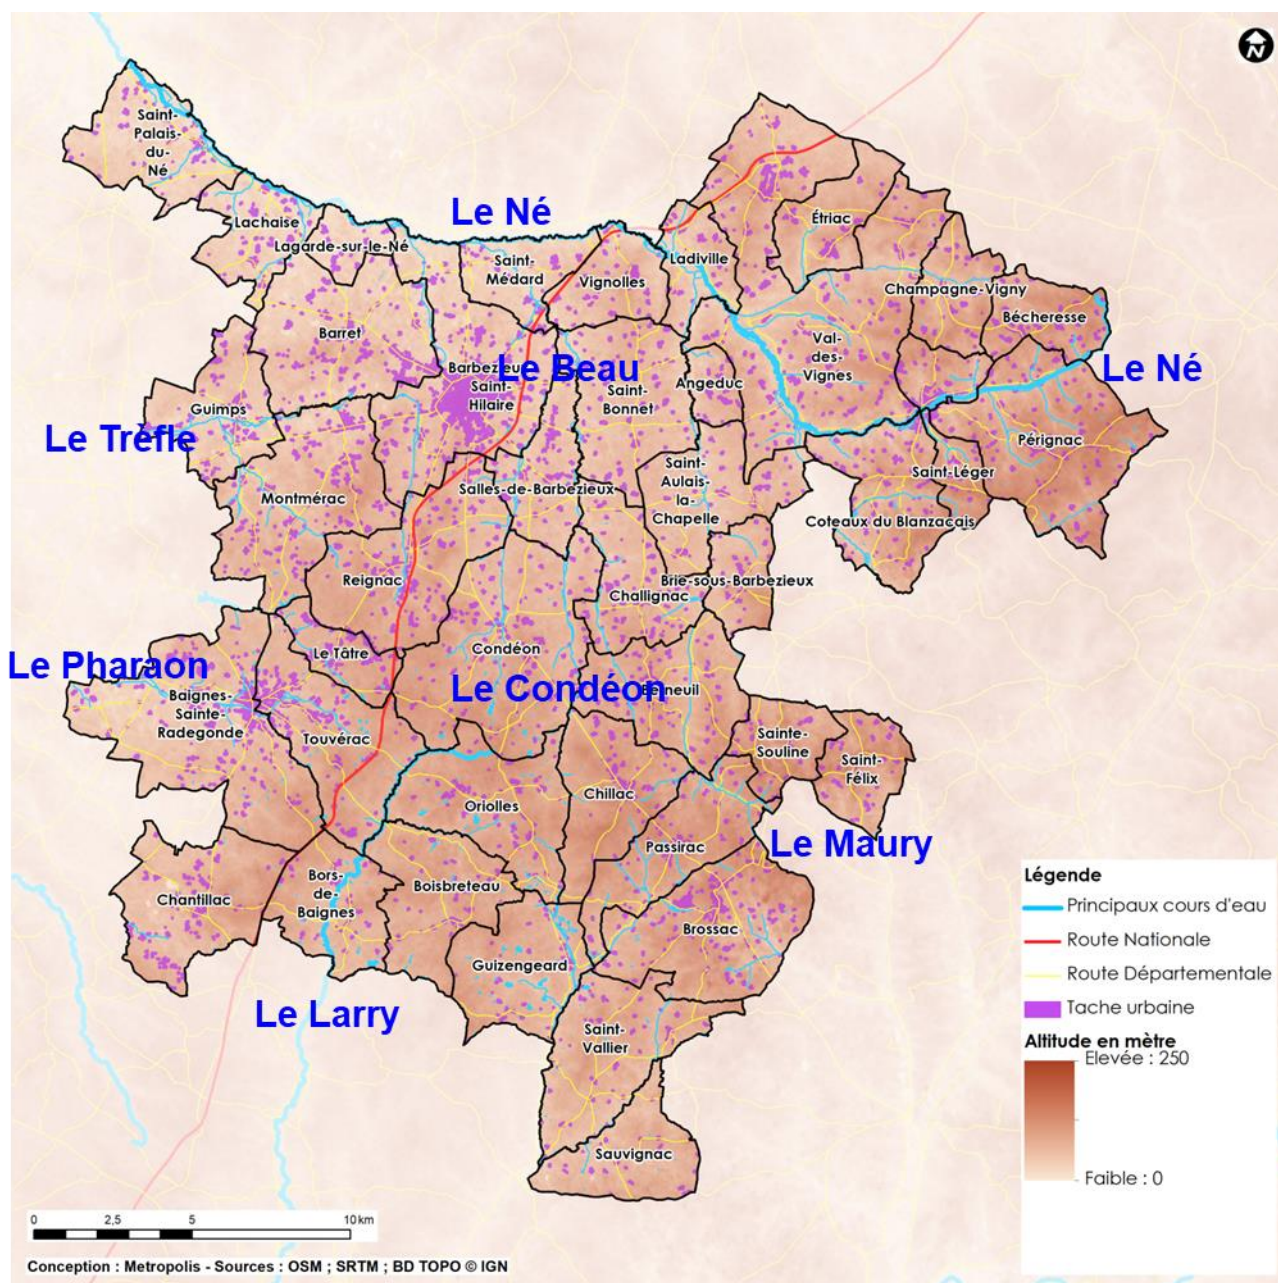 N
Saint-
Palais-
du-
Né
Lachaise
Lagarde-sur-le-Né
Le Né
Saint-
Médard
Vignolles
Ladiville
Étriac
Champagne-Vigny
Bécheresse
Barret
Barbezieux
Saint-
Hilaire
Le Beau
Saint-
Bonnet
Angeduc
Val-
des-
Vignes
Le Né
Guimps
Le Trèfle
Pérignac
Saint-Léger
Montmérac
Salles-de-Barbezieux
Saint-
Aulais-
la-
Chapelle
Coteaux du Blanzacais
Reignac
Brie-sous-Barbezieux
Challignac
Le Tâtre
Condéon
Le Pharaon
Le Condéon
Berneuil
Baignes-
Sainte-
Radegonde
Touvérac
Sainte-
Souline
Saint-
Félix
Oriolles
Chillac
Passirac
Le Maury
Chantillac
Bors-
de-
Baignes
Boisbreteau
Brossac
Guizengeard
Le Larry
Saint-
Vallier
Sauvignac
Légende
Principaux cours d'eau
Route Nationale
Route Départementale
Tache urbaine
Altitude en mètre
Elevée : 250
Faible : 0
0 2,5 5 10 km
Conception : Metropolis - Sources : OSM ; SRTM ; BD TOPO © IGN